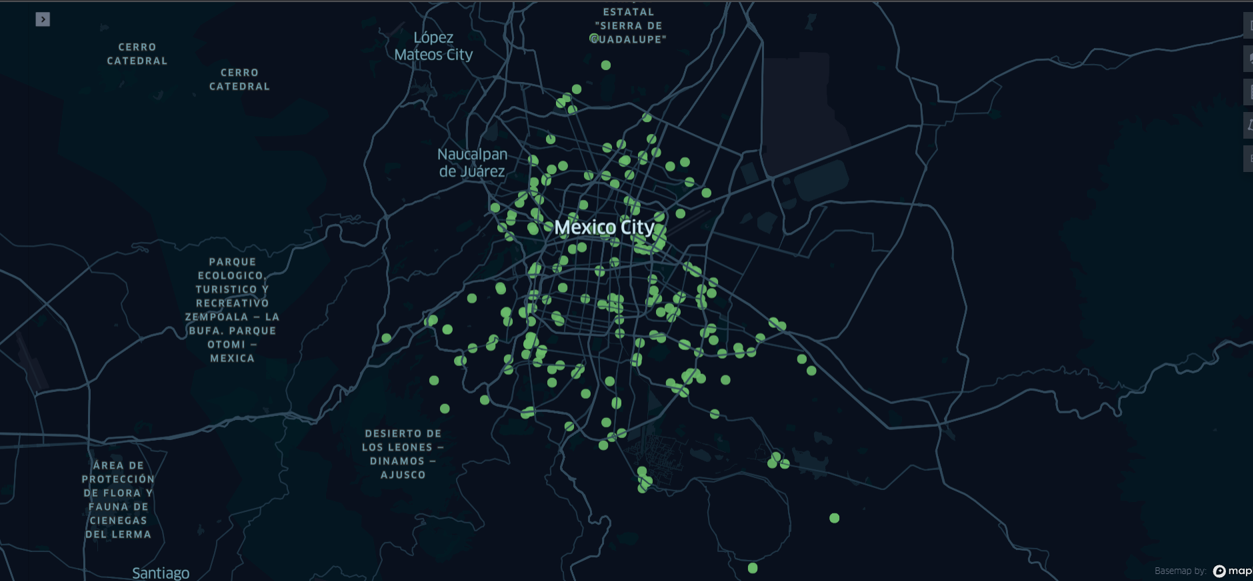 ESTATAL
"SIERRA DE
GUADALUPE"
López
Mateos City
CERRO
CATEDRAL
CERRO
CATEDRAL
Naucalpan
de Juárez
Mexico City
PARQUE
ECOLOGICO,
TURISTICO Y
RECREATIVO
ZEMPOALA – LA
BUFA. PARQUE
OTOMI –
MEXICA
DESIERTO DE
LOS LEONES –
DINAMOS –
AJUSCO
ÁREA DE
PROTECCIÓN
DE FLORA Y
FAUNA DE
CIENEGAS
DEL LERMA
Santiago
Basemap by:
map